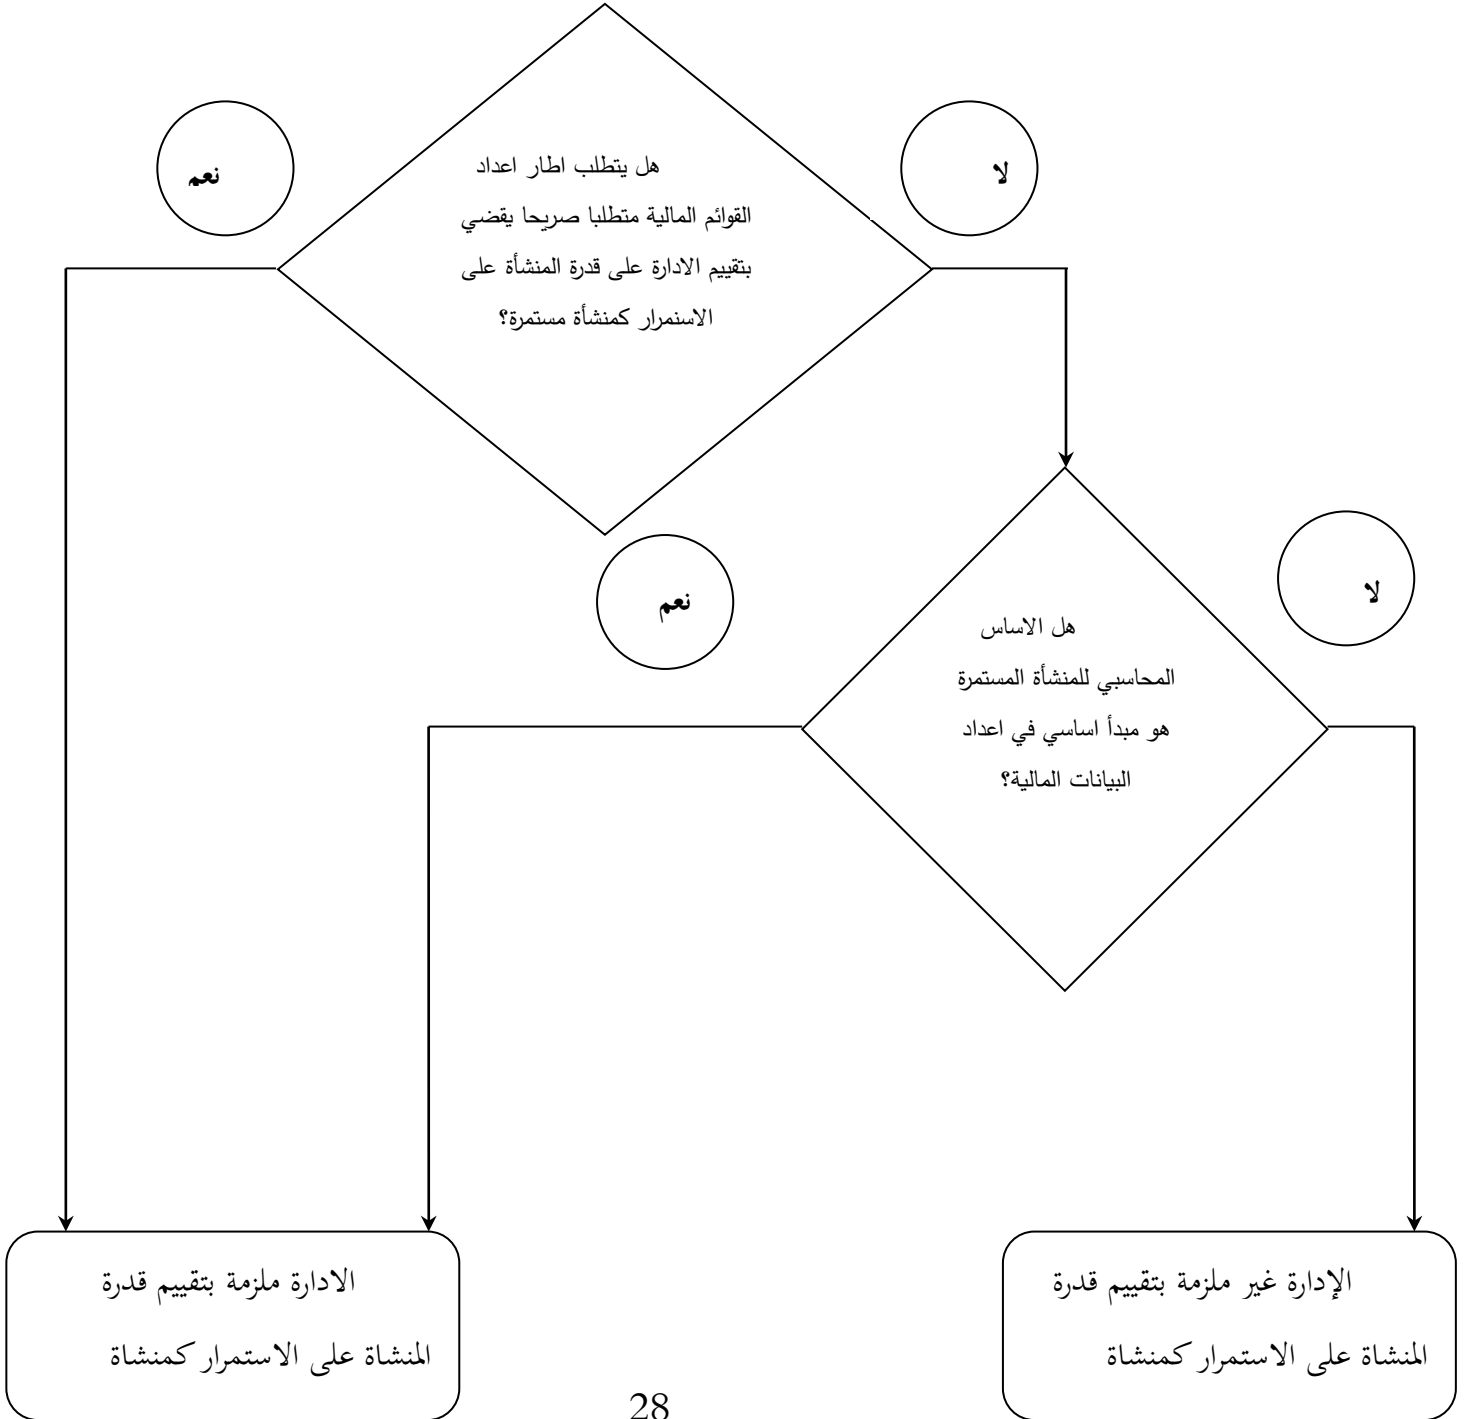 نعم
لا
هل يتطلب اطار اعداد
القوائم المالية متطلبا صريحا يقضي
بتقييم الادارة على قدرة المنشأة على
الاسنمرار كمنشأة مستمرة؟
نعم
لا
هل الاساس
المحاسبي للمنشأة المستمرة
هو مبدأ اساسي في اعداد
البيانات المالية؟
الإدارة غير ملزمة بتقييم قدرة
المنشاة على الاستمرار كمنشاة
الادارة ملزمة بتقييم قدرة
المنشاة على الاستمرار كمنشاة
28